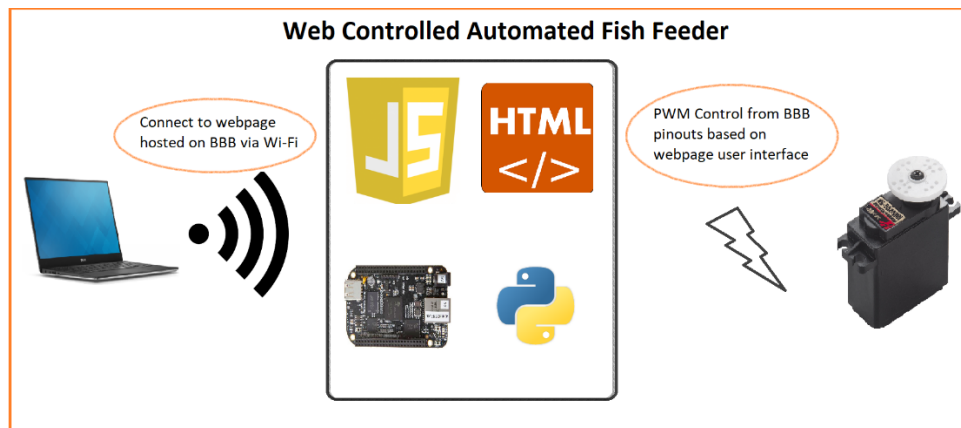 Web Controlled Automated Fish Feeder
Connect to webpage
hosted on BBB via Wi-Fi
JS
HTML
</>
PWM Control from BBB
pinouts based on
webpage user interface